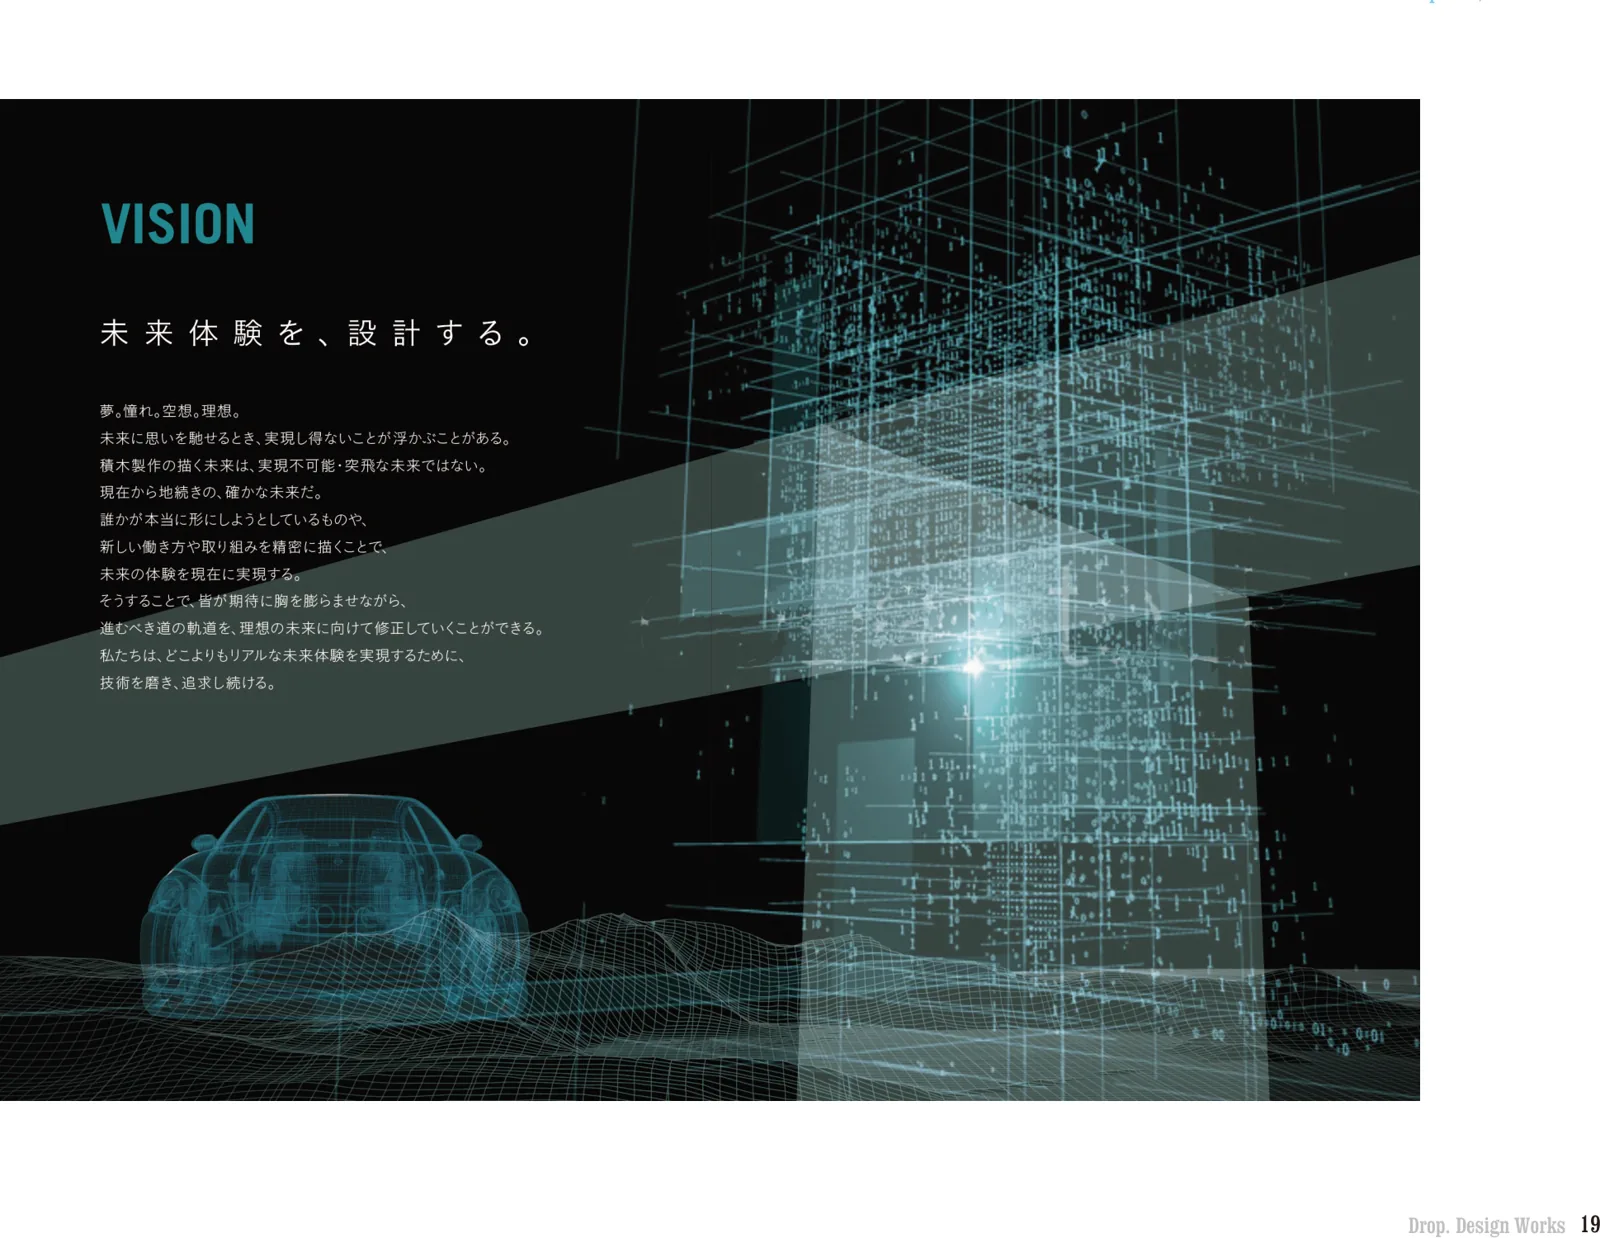 VISION
未来体験を、設計する。
夢。憧れ。空想。理想。
未来に思いを馳せるとき、実現し得ないことが浮かぶことがある。
積木製作の描く未来は、実現不可能・突飛な未来ではない。
現在から地続きの、確かな未来だ。
誰かが本当に形にしようとしているものや、
新しい働き方や取り組みを精密に描くことで、
未来の体験を現在に実現する。
そうすることで、皆が期待に胸を膨らませながら、
進むべき道の軌道を、理想の未来に向けて修正していくことができる。
私たちは、どこよりもリアルな未来体験を実現するために、
技術を磨き、追求し続ける。
Drop. Design Works 19